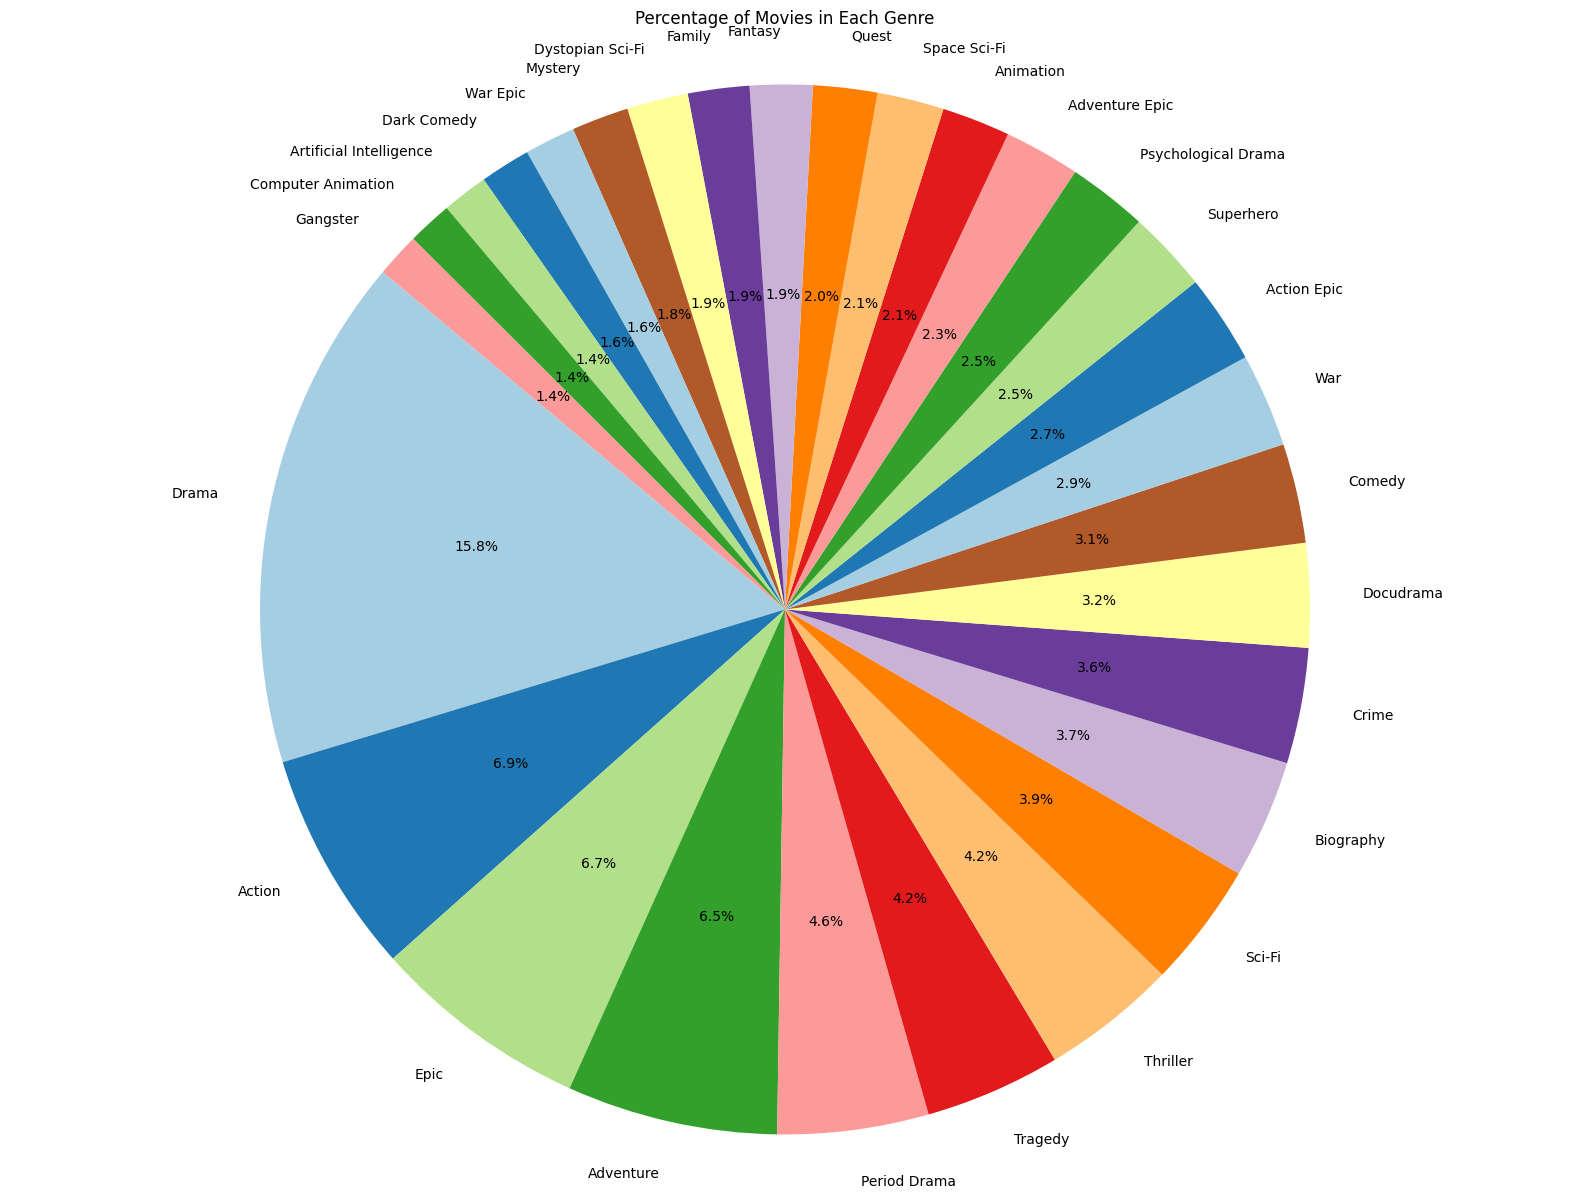 Percentage of Movies in Each Genre
Drama
15.8%
Action
6.9%
Epic
6.7%
Adventure
6.5%
Period Drama
4.6%
Tragedy
4.2%
Thriller
4.2%
Sci-Fi
3.9%
Biography
3.7%
Crime
3.6%
Docudrama
3.2%
Comedy
3.1%
War
2.9%
Action Epic
2.7%
Superhero
2.5%
Psychological Drama
2.5%
Adventure Epic
2.3%
Animation
2.1%
Space Sci-Fi
2.1%
Quest
2.0%
Fantasy
1.9%
Family
1.9%
Dystopian Sci-Fi
1.9%
Mystery
1.8%
War Epic
1.6%
Dark Comedy
1.6%
Artificial Intelligence
1.4%
Computer Animation
1.4%
Gangster
1.4%